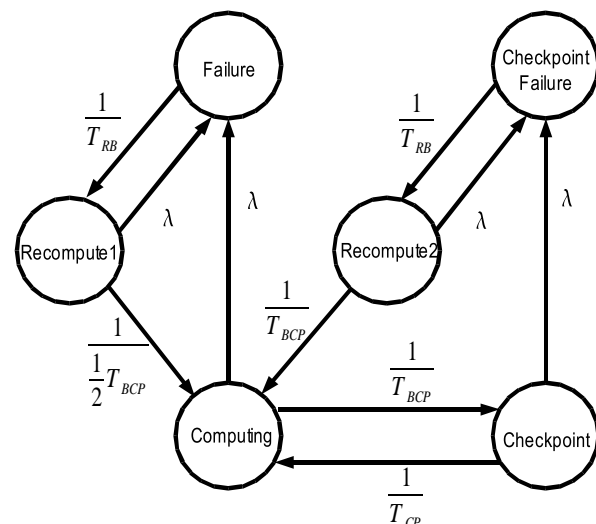 Failure
Checkpoint
Failure
1
T_RB
1
T_RB
λ
λ
λ
λ
Recompute1
Recompute2
1
T_BCP
1
1/2 T_BCP
1
T_BCP
Computing
Checkpoint
1
T_CP